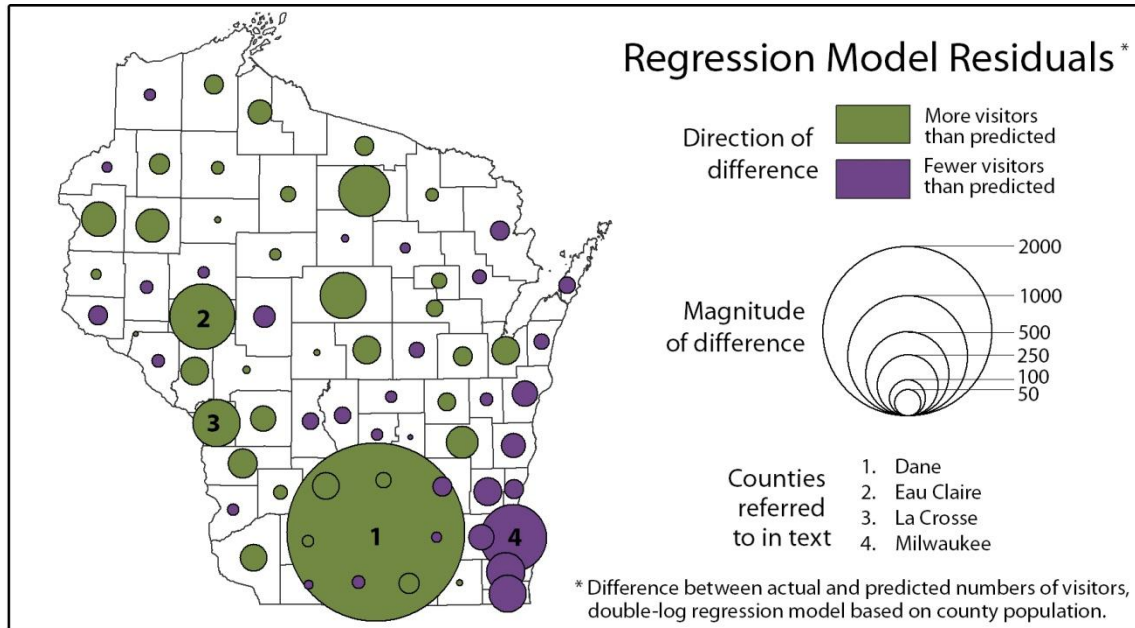 Regression Model Residuals *
Direction of
difference
More visitors
than predicted
Fewer visitors
than predicted
Magnitude
of difference
2000
1000
500
250
100
50
Counties
referred
to in text
1. Dane
2. Eau Claire
3. La Crosse
4. Milwaukee
* Difference between actual and predicted numbers of visitors,
double-log regression model based on county population.
2
3
1
4